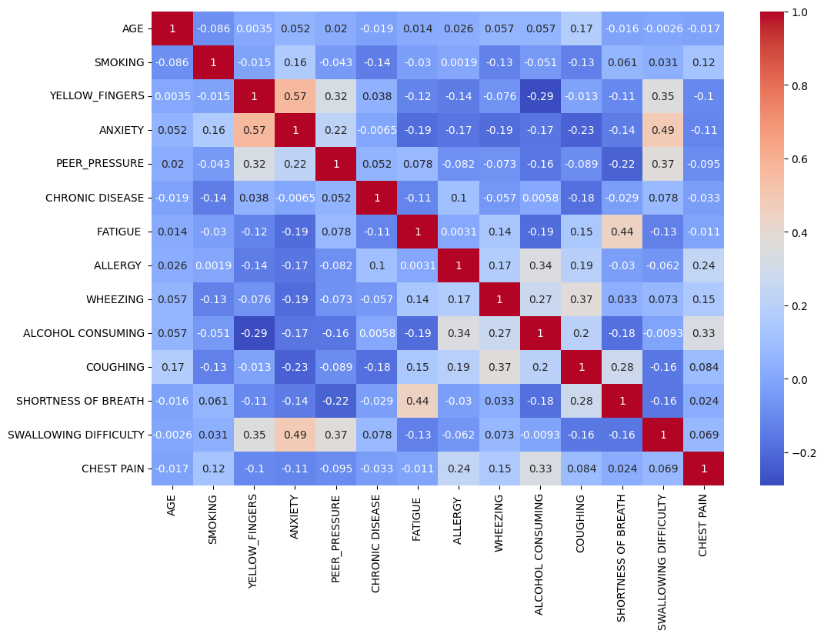 AGE 1 -0.086 0.0035 0.052 0.02 -0.019 0.014 0.026 0.057 0.057 0.17 -0.016 -0.0026 -0.017
SMOKING -0.086 1 -0.015 0.16 -0.043 -0.14 -0.03 0.0019 -0.13 -0.051 -0.13 0.061 0.031 0.12
YELLOW_FINGERS 0.0035 -0.015 1 0.57 0.32 0.038 -0.12 -0.14 -0.076 -0.29 -0.013 -0.11 0.35 -0.1
ANXIETY 0.052 0.16 0.57 1 0.22 -0.0065 -0.19 -0.17 -0.19 -0.17 -0.23 -0.14 0.49 -0.11
PEER_PRESSURE 0.02 -0.043 0.32 0.22 1 0.052 0.078 -0.082 -0.073 -0.16 -0.089 -0.22 0.37 -0.095
CHRONIC DISEASE -0.019 -0.14 0.038 -0.0065 0.052 1 -0.11 0.1 -0.057 0.0058 -0.18 -0.029 0.078 -0.033
FATIGUE 0.014 -0.03 -0.12 -0.19 0.078 -0.11 1 0.0031 0.14 -0.19 0.15 0.44 -0.13 -0.011
ALLERGY 0.026 0.0019 -0.14 -0.17 -0.082 0.1 0.0031 1 0.17 0.34 0.19 -0.03 -0.062 0.24
WHEEZING 0.057 -0.13 -0.076 -0.19 -0.073 -0.057 0.14 0.17 1 0.27 0.37 0.033 0.073 0.15
ALCOHOL CONSUMING 0.057 -0.051 -0.29 -0.17 -0.16 0.0058 -0.19 0.34 0.27 1 0.2 -0.18 -0.0093 0.33
COUGHING 0.17 -0.13 -0.013 -0.23 -0.089 -0.18 0.15 0.19 0.37 0.2 1 0.28 -0.16 0.084
SHORTNESS OF BREATH -0.016 0.061 -0.11 -0.14 -0.22 -0.029 0.44 -0.03 0.033 -0.18 0.28 1 -0.16 0.024
SWALLOWING DIFFICULTY -0.0026 0.031 0.35 0.49 0.37 0.078 -0.13 -0.062 0.073 -0.0093 -0.16 -0.16 1 0.069
CHEST PAIN -0.017 0.12 -0.1 -0.11 -0.095 -0.033 -0.011 0.24 0.15 0.33 0.084 0.024 0.069 1
AGE
SMOKING
YELLOW_FINGERS
ANXIETY
PEER_PRESSURE
CHRONIC DISEASE
FATIGUE
ALLERGY
WHEEZING
ALCOHOL CONSUMING
COUGHING
SHORTNESS OF BREATH
SWALLOWING DIFFICULTY
CHEST PAIN
1.0
0.8
0.6
0.4
0.2
0.0
−0.2